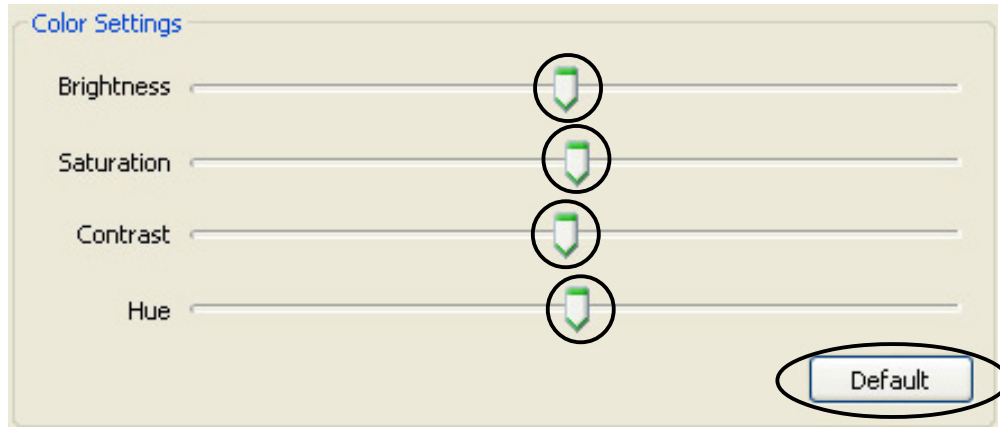 Color Settings
Brightness
Saturation
Contrast
Hue
Default